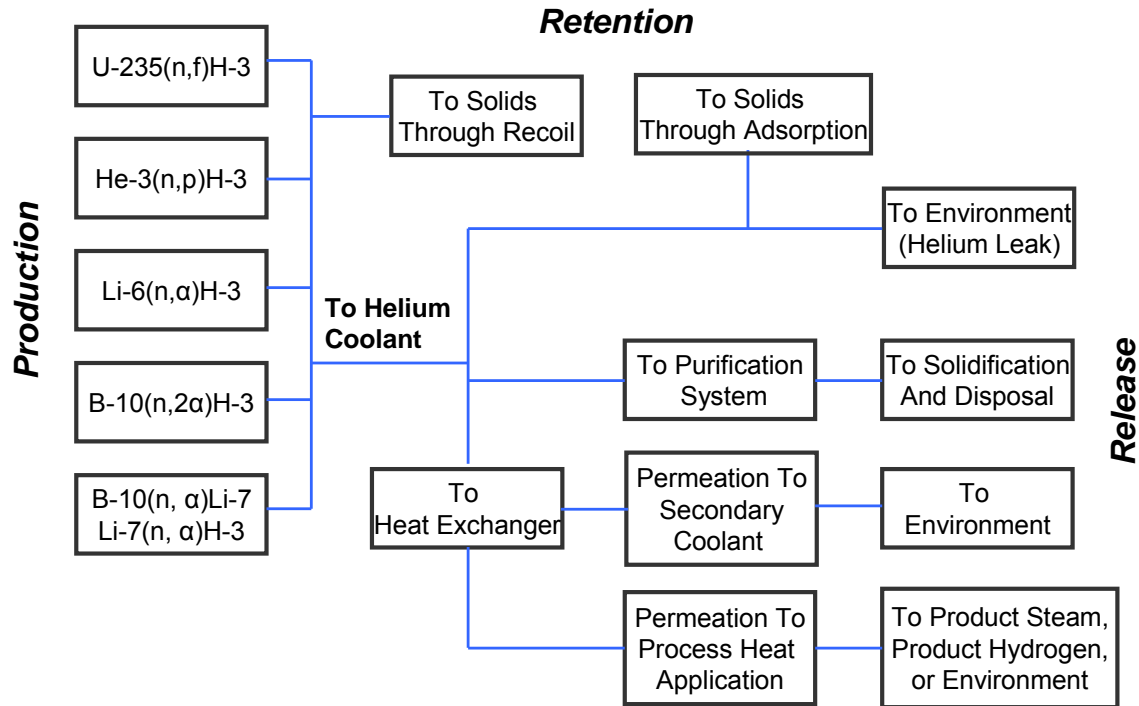 Retention
Production
Release
U-235(n,f)H-3
He-3(n,p)H-3
Li-6(n,α)H-3
B-10(n,2α)H-3
B-10(n, α)Li-7
Li-7(n, α)H-3
To Solids
Through Recoil
To Solids
Through Adsorption
To Environment
(Helium Leak)
To Helium
Coolant
To Purification
System
To Solidification
And Disposal
To
Heat Exchanger
Permeation To
Secondary
Coolant
To
Environment
Permeation To
Process Heat
Application
To Product Steam,
Product Hydrogen,
or Environment